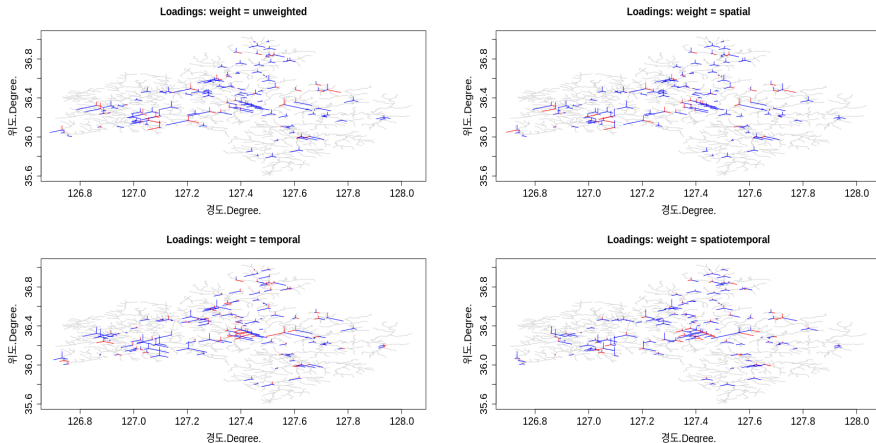 Loadings: weight = unweighted
위도.Degree.
36.8
36.4
36.0
35.6
126.8 127.0 127.2 127.4 127.6 127.8 128.0
경도.Degree.
Loadings: weight = spatial
위도.Degree.
36.8
36.4
36.0
35.6
126.8 127.0 127.2 127.4 127.6 127.8 128.0
경도.Degree.
Loadings: weight = temporal
위도.Degree.
36.8
36.4
36.0
35.6
126.8 127.0 127.2 127.4 127.6 127.8 128.0
경도.Degree.
Loadings: weight = spatiotemporal
위도.Degree.
36.8
36.4
36.0
35.6
126.8 127.0 127.2 127.4 127.6 127.8 128.0
경도.Degree.